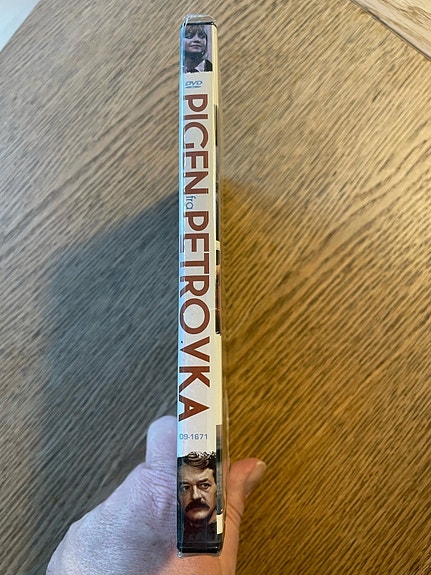 DVD
PIGEN fra PETROVKA
09-1671